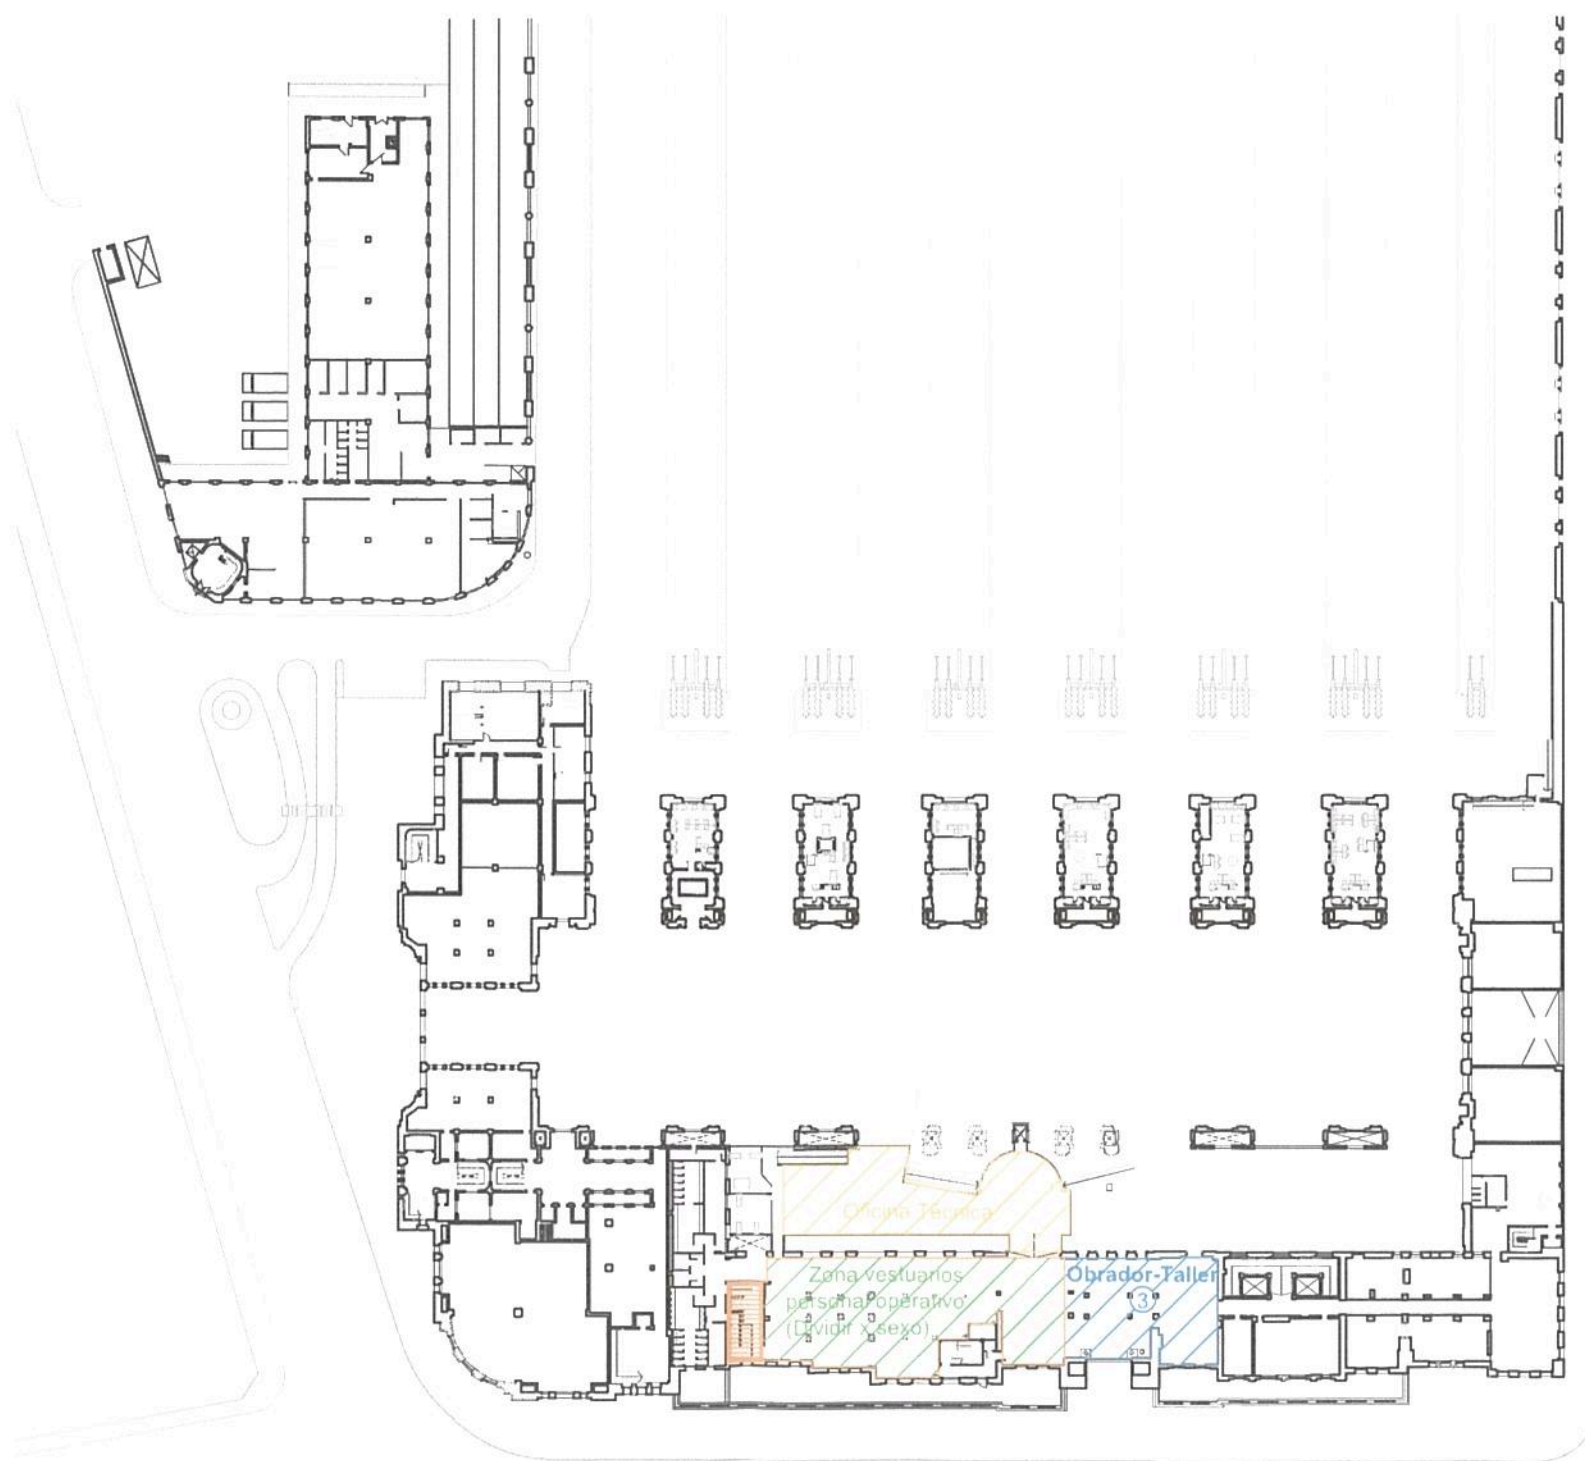 Oficina Técnica
Zona vestuarios
personal operativo
(Dividir x sexo)
Obrador-Taller
3